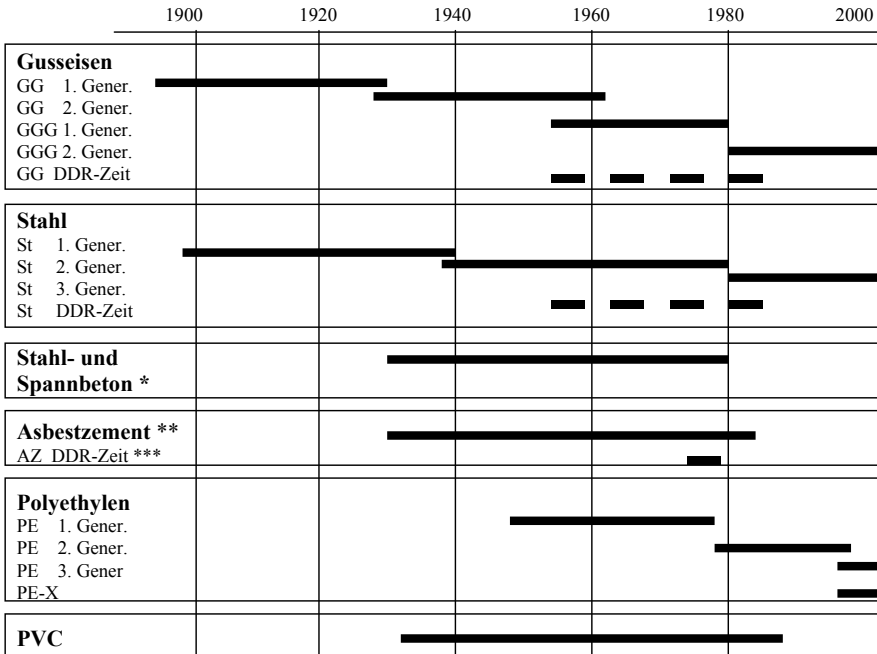 1900 1920 1940 1960 1980 2000
Gusseisen
GG 1. Gener.
GG 2. Gener.
GGG 1. Gener.
GGG 2. Gener.
GG DDR-Zeit
Stahl
St 1. Gener.
St 2. Gener.
St 3. Gener.
St DDR-Zeit
Stahl- und
Spannbeton *
Asbestzement **
AZ DDR-Zeit ***
Polyethylen
PE 1. Gener.
PE 2. Gener.
PE 3. Gener
PE-X
PVC